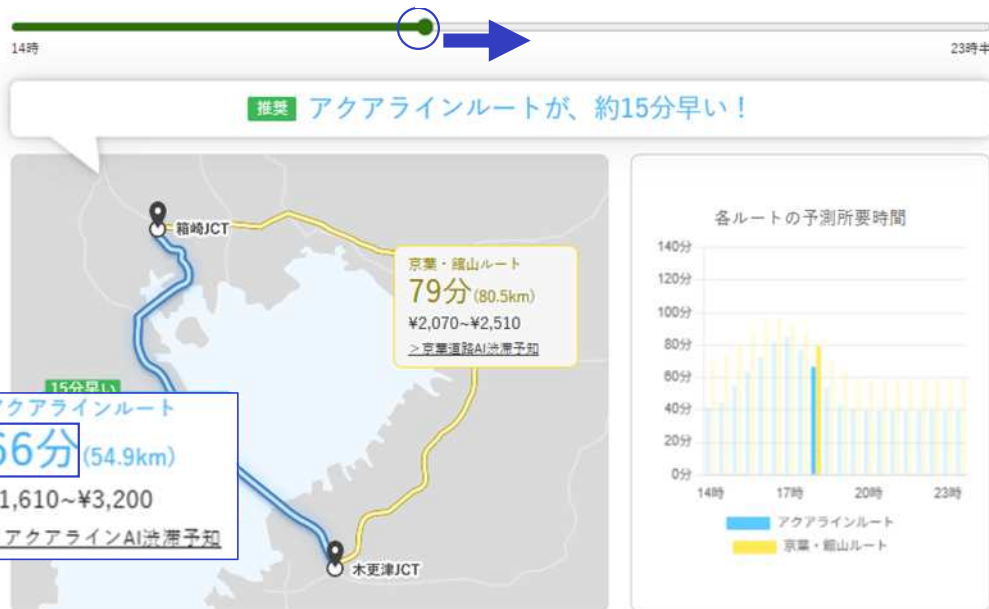 14時
23時半
推奨 アクアラインルートが、約15分早い！
箱崎JCT
京葉・館山ルート
79分(80.5km)
¥2,070~¥2,510
>京葉道路AI渋滞予知
15分早い
アクアラインルート
66分(54.9km)
1,610~¥3,200
アクアラインAI渋滞予知
木更津JCT
各ルートの予測所要時間
140分
120分
100分
80分
60分
40分
20分
0分
14時
17時
20時
23時
アクアラインルート
京葉・館山ルート